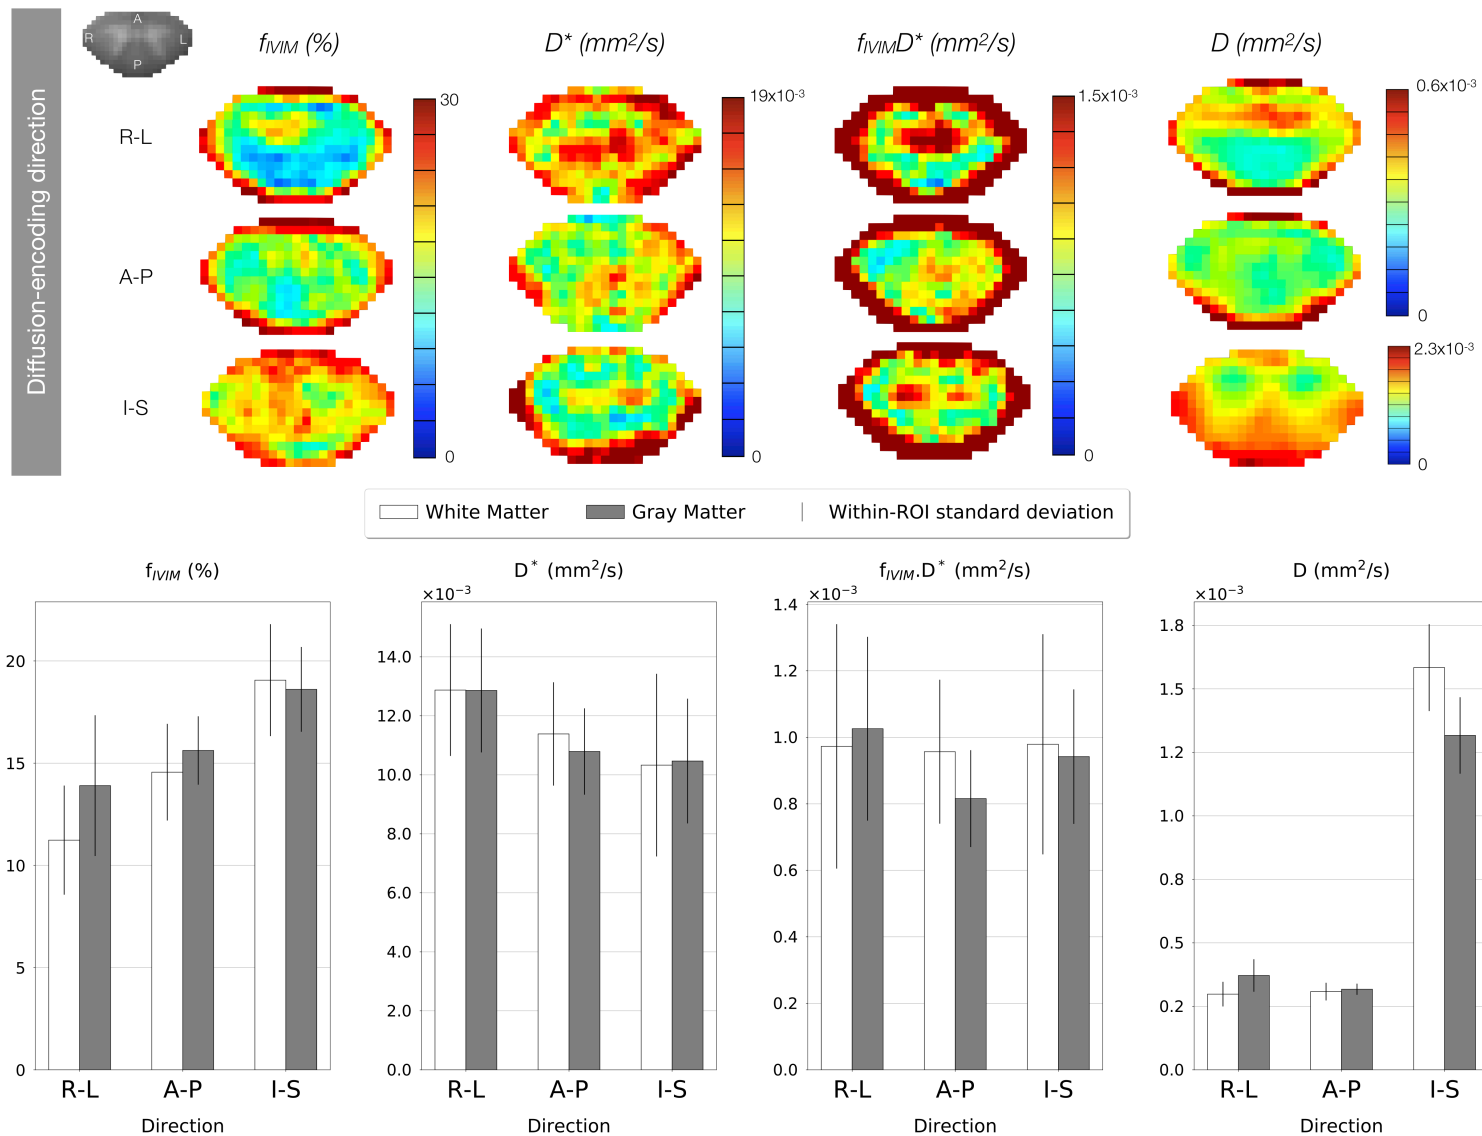 Diffusion-encoding direction
A
R
L
P
f_IVIM (%)
D* (mm²/s)
f_IVIMD* (mm²/s)
D (mm²/s)
R-L
A-P
I-S
30
0
19x10⁻³
0
1.5x10⁻³
0
0.6x10⁻³
0
2.3x10⁻³
0
White Matter
Gray Matter
Within-ROI standard deviation
f_IVIM (%)
20
15
10
5
0
R-L
A-P
I-S
Direction
D* (mm²/s)
×10⁻³
14.0
12.0
10.0
8.0
6.0
4.0
2.0
0.0
R-L
A-P
I-S
Direction
f_IVIM.D* (mm²/s)
×10⁻³
1.4
1.2
1.0
0.8
0.6
0.4
0.2
0.0
R-L
A-P
I-S
Direction
D (mm²/s)
×10⁻³
1.8
1.5
1.2
1.0
0.8
0.5
0.2
0.0
R-L
A-P
I-S
Direction